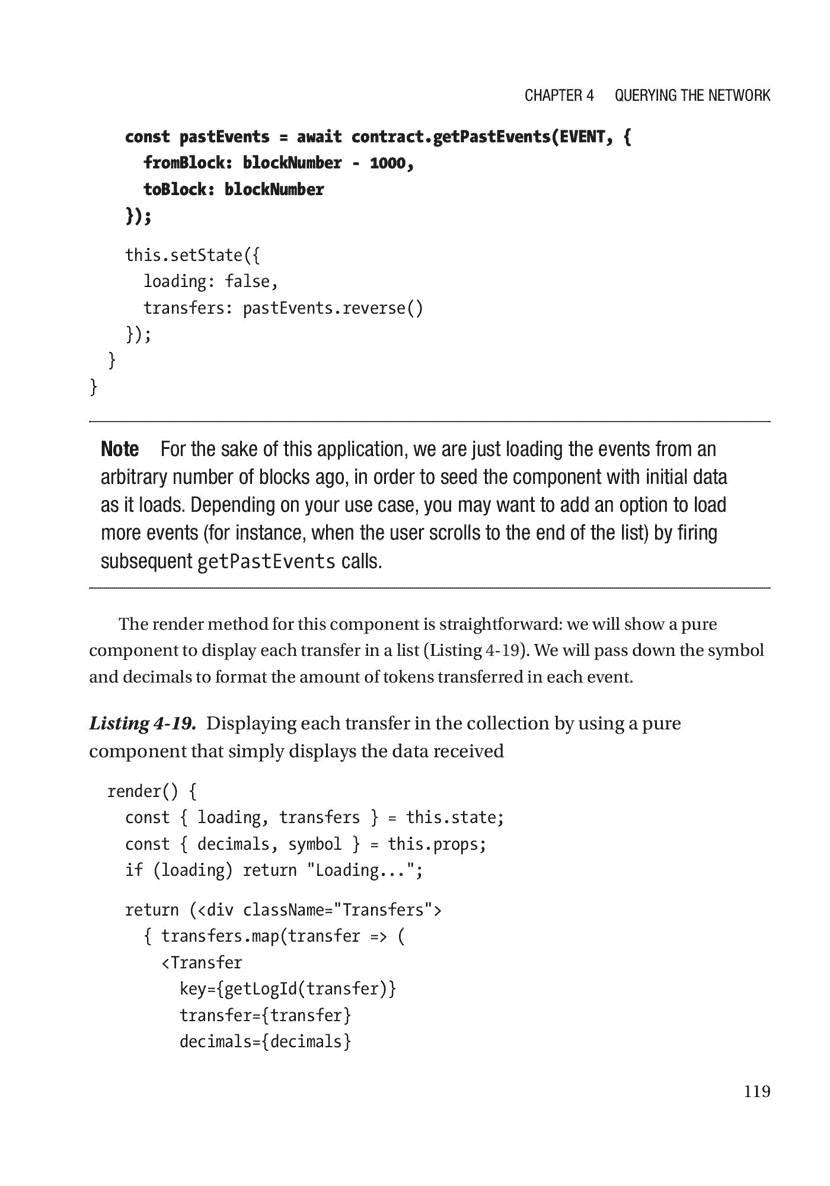 CHAPTER 4 QUERYING THE NETWORK
const pastEvents = await contract.getPastEvents(EVENT, {
fromBlock: blockNumber - 1000,
toBlock: blockNumber
});
this.setState({
loading: false,
transfers: pastEvents.reverse()
});
}
}
Note For the sake of this application, we are just loading the events from an
arbitrary number of blocks ago, in order to seed the component with initial data
as it loads. Depending on your use case, you may want to add an option to load
more events (for instance, when the user scrolls to the end of the list) by firing
subsequent getPastEvents calls.
The render method for this component is straightforward: we will show a pure
component to display each transfer in a list (Listing 4-19). We will pass down the symbol
and decimals to format the amount of tokens transferred in each event.
Listing 4-19. Displaying each transfer in the collection by using a pure
component that simply displays the data received
render() {
const { loading, transfers } = this.state;
const { decimals, symbol } = this.props;
if (loading) return "Loading...";
return (<div className="Transfers">
{ transfers.map(transfer => (
<Transfer
key={getLogId(transfer)}
transfer={transfer}
decimals={decimals}
119